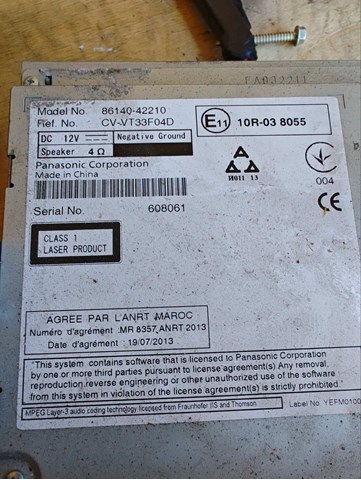 FA032211
Model No. 86140-42210
Ref. No. CV-VT33F04D
DC 12V Negative Ground
Speaker 4Ω
Panasonic Corporation
Made in China
E11 10R-03 8055
A
A A
H011 13
004
CE
Serial No. 608061
CLASS 1
LASER PRODUCT
AGREE PAR L'ANRT MAROC
Numéro d'agrément :MR 8357 ANRT 2013
Date d'agrément : 19/07/2013
"This system contains software that is licensed to Panasonic Corporation
by one or more third parties pursuant to license agreement(s) Any removal
reproduction,reverse engineering or other unauthorized use of the software
from this system in violation of license agreement(s) is strictly prohibited."
MPEG Layer-3 audio coding technology licensed from Fraunhofer IIS and Thomson
Label No. YEFM0100